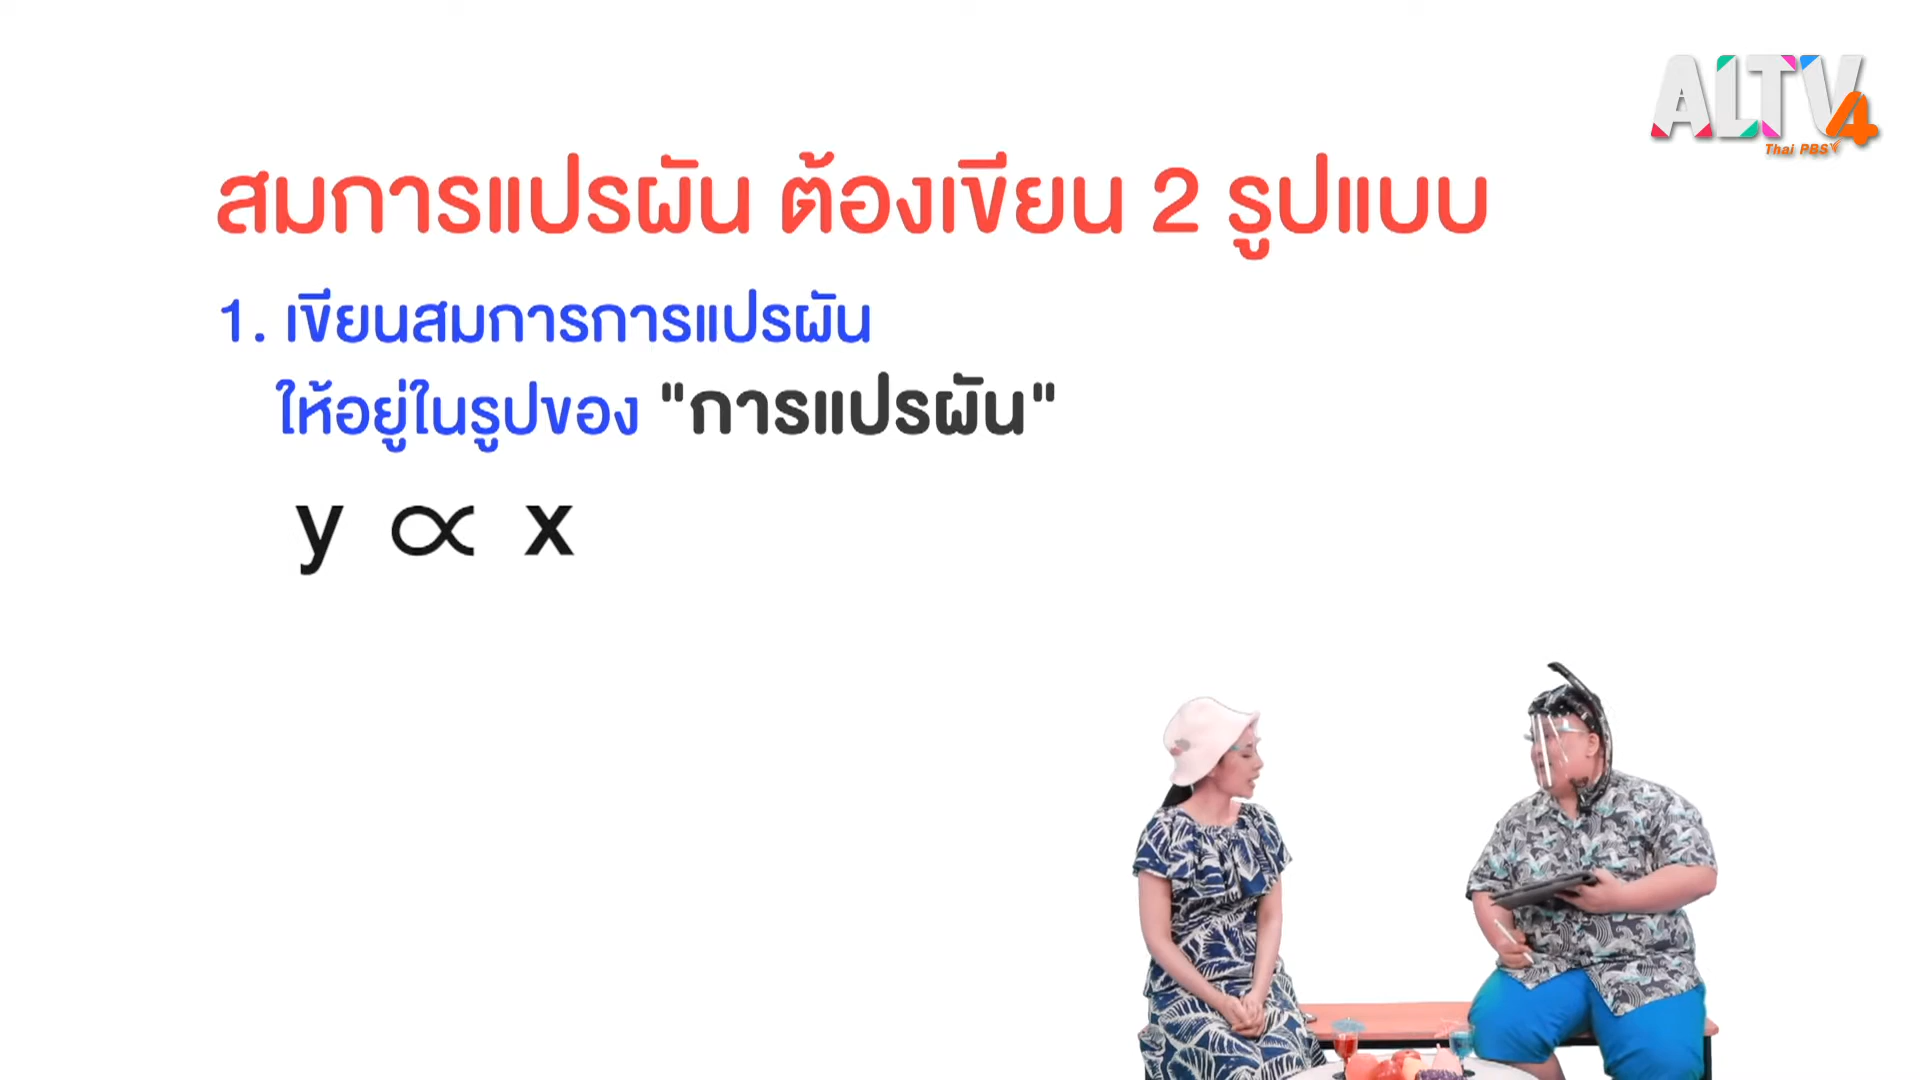 ALTV4
Thai PBS
สมการแปรผัน ต้องเขียน 2 รูปแบบ
1. เขียนสมการการแปรผัน
ให้อยู่ในรูปของ "การแปรผัน"
y ∝ x